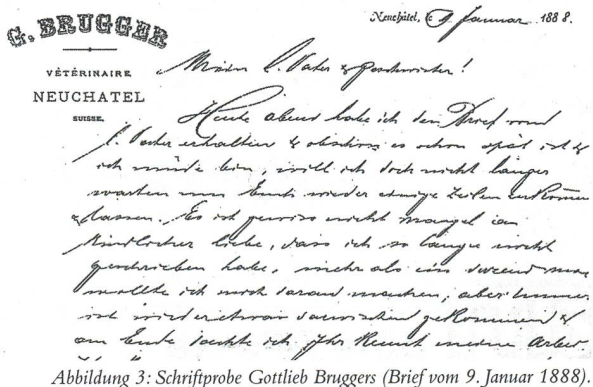 G. BRUGGER
VÉTÉRINAIRE
NEUCHATEL
SUISSE.
Neuchâtel, le 9 Januar 1888.
Mein l. Vater & Geschwister!
Heute abend habe ich den Brief vom
l. Vater erhalten & obschon es schon spät ist &
ich müde bin, will ich doch nicht länger
warten um Euch wieder einige Zeilen zukommen
zu lassen. Es ist gewiss nicht mangel an
Kindlicher liebe, dass ich so lange nicht
geschrieben habe, mehr als ein duzend mal
wollte ich mich daran machen, aber immer
ist wieder etwas dazwischen gekommen &
am Ende dachte ich, Ihr kennt meine Arbeit
Abbildung 3: Schriftprobe Gottlieb Bruggers (Brief vom 9. Januar 1888).